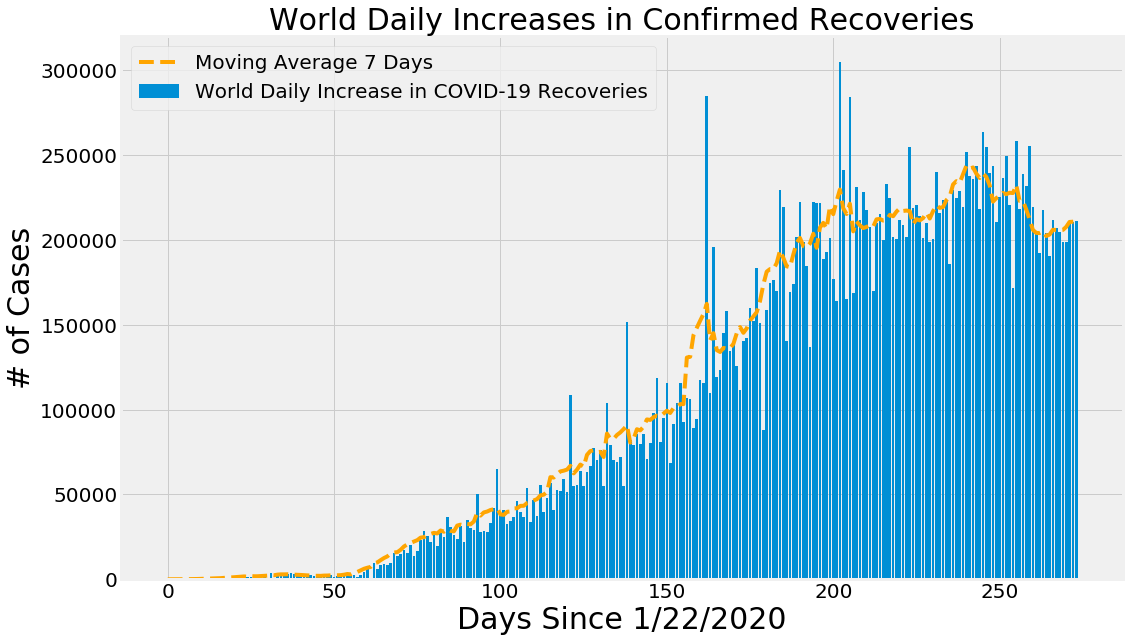 World Daily Increases in Confirmed Recoveries
Moving Average 7 Days
World Daily Increase in COVID-19 Recoveries
# of Cases
300000
250000
200000
150000
100000
50000
0
0 50 100 150 200 250
Days Since 1/22/2020